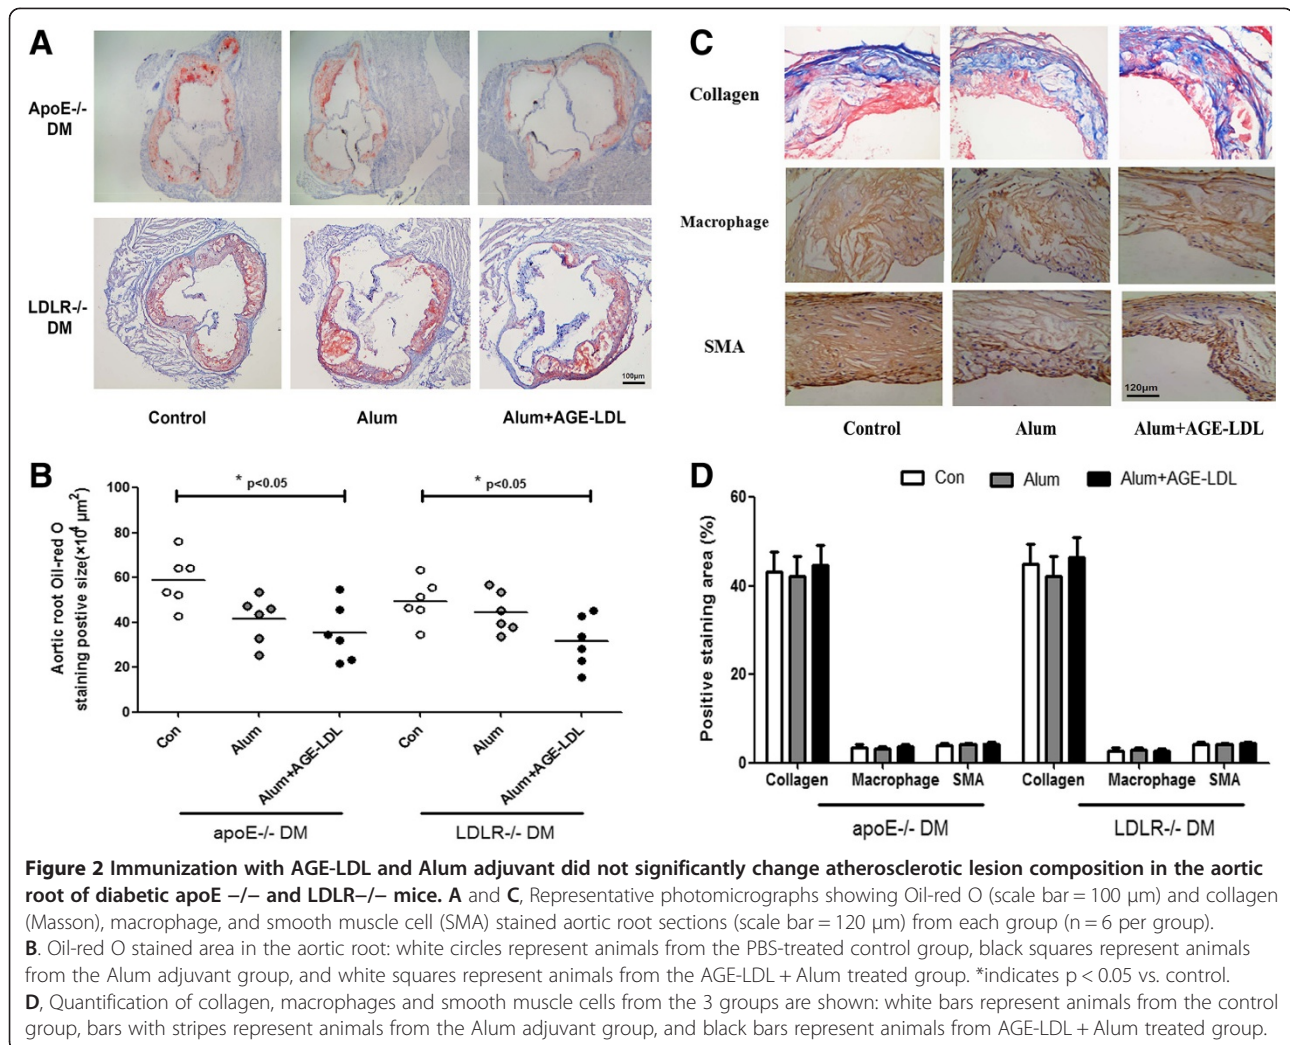 A
ApoE-/-
DM
LDLR-/-
DM
100µm
Control
Alum
Alum+AGE-LDL
C
Collagen
Macrophage
SMA
120µm
Control
Alum
Alum+AGE-LDL
B
Aortic root Oil-red O
staining postive size(×10⁴ µm²)
100
80
60
40
20
0
* p<0.05
* p<0.05
Con
Alum
Alum+AGE-LDL
Con
Alum
Alum+AGE-LDL
apoE-/- DM
LDLR-/- DM
D
Con
Alum
Alum+AGE-LDL
Positive staining area (%)
60
40
20
0
Collagen
Macrophage
SMA
Collagen
Macrophage
SMA
apoE-/- DM
LDLR-/- DM
Figure 2 Immunization with AGE-LDL and Alum adjuvant did not significantly change atherosclerotic lesion composition in the aortic
root of diabetic apoE −/− and LDLR−/− mice. A and C, Representative photomicrographs showing Oil-red O (scale bar = 100 μm) and collagen
(Masson), macrophage, and smooth muscle cell (SMA) stained aortic root sections (scale bar = 120 μm) from each group (n = 6 per group).
B. Oil-red O stained area in the aortic root: white circles represent animals from the PBS-treated control group, black squares represent animals
from the Alum adjuvant group, and white squares represent animals from the AGE-LDL + Alum treated group. *indicates p < 0.05 vs. control.
D, Quantification of collagen, macrophages and smooth muscle cells from the 3 groups are shown: white bars represent animals from the control
group, bars with stripes represent animals from the Alum adjuvant group, and black bars represent animals from AGE-LDL + Alum treated group.